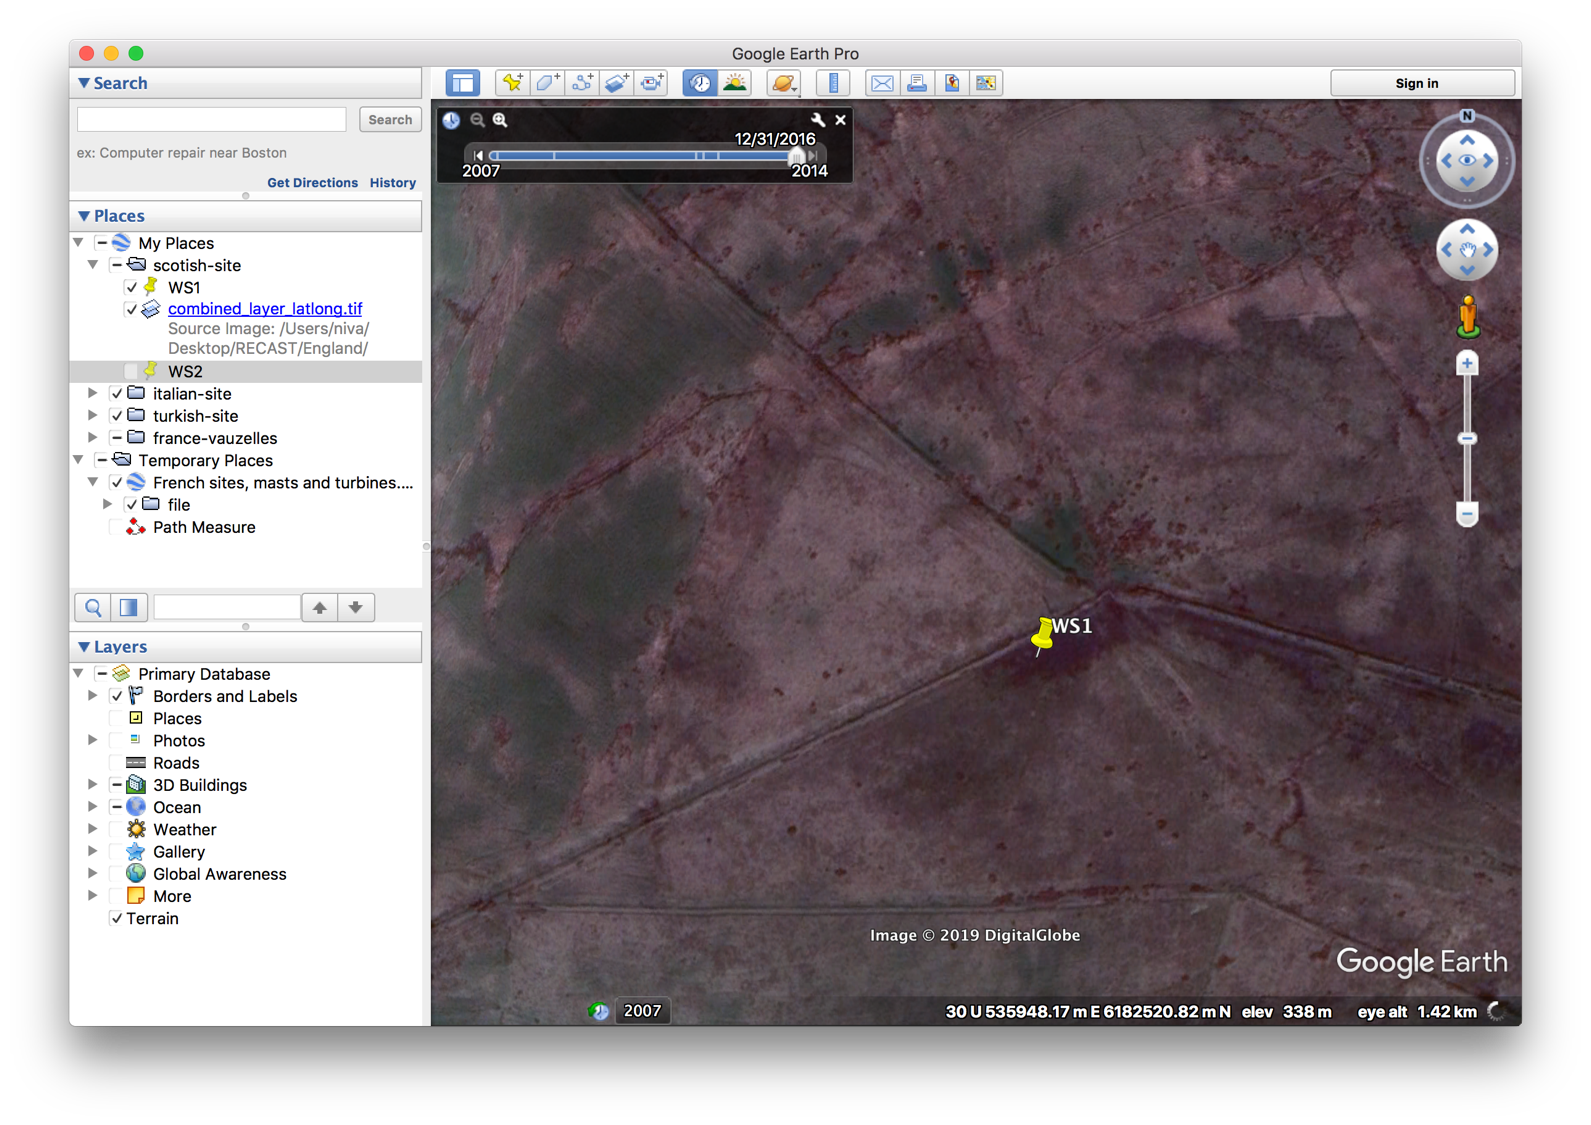 Google Earth Pro
Search
Search
ex: Computer repair near Boston
Get Directions History
Places
My Places
scotish-site
WS1
combined_layer_latlong.tif
Source Image: /Users/niva/
Desktop/RECAST/England/
WS2
italian-site
turkish-site
france-vauzelles
Temporary Places
French sites, masts and turbines....
file
Path Measure
Layers
Primary Database
Borders and Labels
Places
Photos
Roads
3D Buildings
Ocean
Weather
Gallery
Global Awareness
More
Terrain
Sign in
12/31/2016
2007 2014
N
WS1
Image © 2019 DigitalGlobe
Google Earth
2007
30 U 535948.17 m E 6182520.82 m N elev 338 m eye alt 1.42 km